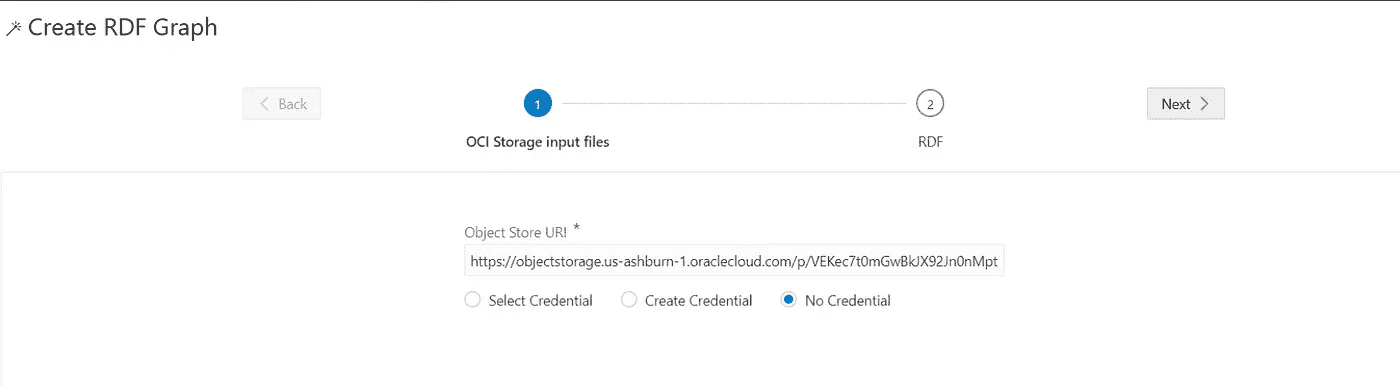 Create RDF Graph
Back
1
2
Next
OCI Storage input files
RDF
Object Store URI *
https://objectstorage.us-ashburn-1.oraclecloud.com/p/VEKec7t0mGwBkJX92Jn0nMpt
Select Credential
Create Credential
No Credential